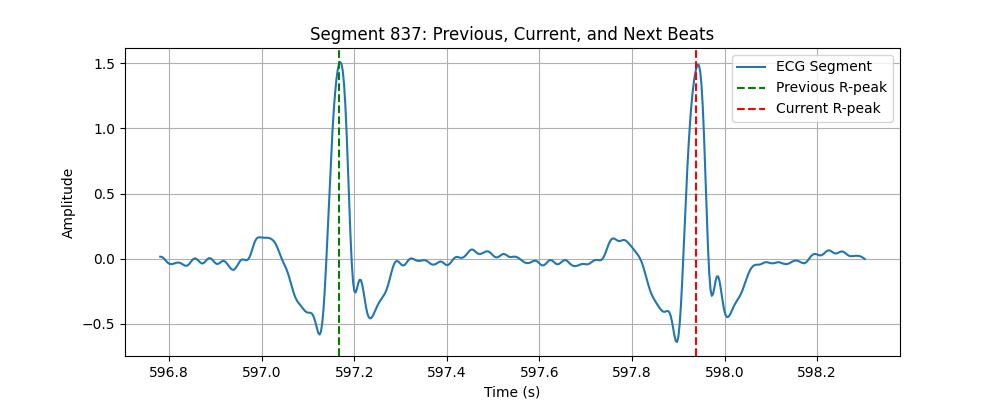 Segment 837: Previous, Current, and Next Beats
ECG Segment
Previous R-peak
Current R-peak
1.5
1.0
0.5
0.0
−0.5
Amplitude
596.8 597.0 597.2 597.4 597.6 597.8 598.0 598.2
Time (s)